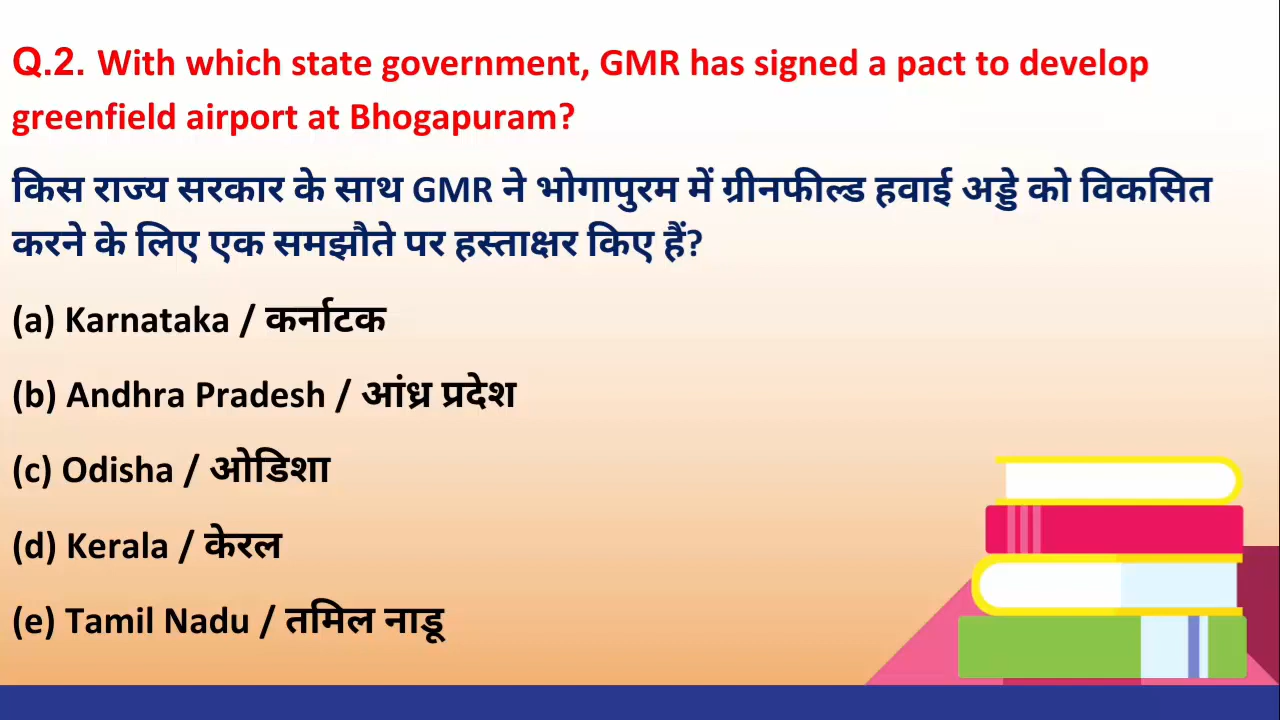 Q.2. With which state government, GMR has signed a pact to develop
greenfield airport at Bhogapuram?
किस राज्य सरकार के साथ GMR ने भोगापुरम में ग्रीनफील्ड हवाई अड्डे को विकसित
करने के लिए एक समझौते पर हस्ताक्षर किए हैं?
(a) Karnataka / कर्नाटक
(b) Andhra Pradesh / आंध्र प्रदेश
(c) Odisha / ओडिशा
(d) Kerala / केरल
(e) Tamil Nadu / तमिल नाडू